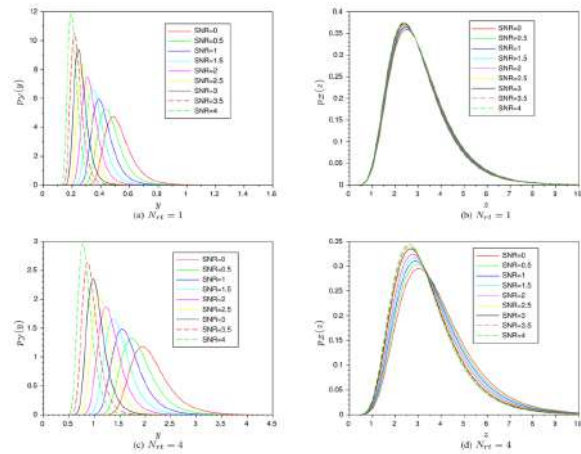 12
10
8
6
4
2
0
0 0.2 0.4 0.6 0.8 1 1.2 1.4 1.6
p_y(y)
y
SNR=0
SNR=0.5
SNR=1
SNR=1.5
SNR=2
SNR=2.5
SNR=3
SNR=3.5
SNR=4
(a) N_rt = 1
0.4
0.35
0.3
0.25
0.2
0.15
0.1
0.05
0
0 1 2 3 4 5 6 7 8 9 10
p_z(z)
z
SNR=0
SNR=0.5
SNR=1
SNR=1.5
SNR=2
SNR=2.5
SNR=3
SNR=3.5
SNR=4
(b) N_rt = 1
3
2.5
2
1.5
1
0.5
0
0 0.5 1 1.5 2 2.5 3 3.5 4 4.5
p_y(y)
y
SNR=0
SNR=0.5
SNR=1
SNR=1.5
SNR=2
SNR=2.5
SNR=3
SNR=3.5
SNR=4
(c) N_rt = 4
0.35
0.3
0.25
0.2
0.15
0.1
0.05
0
0 1 2 3 4 5 6 7 8 9 10
p_z(z)
z
SNR=0
SNR=0.5
SNR=1
SNR=1.5
SNR=2
SNR=2.5
SNR=3
SNR=3.5
SNR=4
(d) N_rt = 4